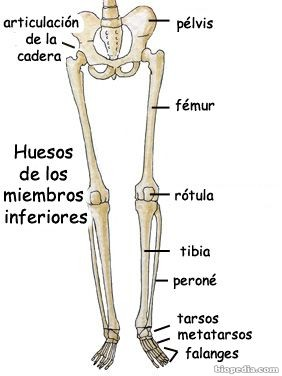 articulación
de la
cadera
pélvis
fémur
Huesos
de los
miembros
inferiores
rótula
tibia
peroné
tarsos
metatarsos
falanges
biopedia.com